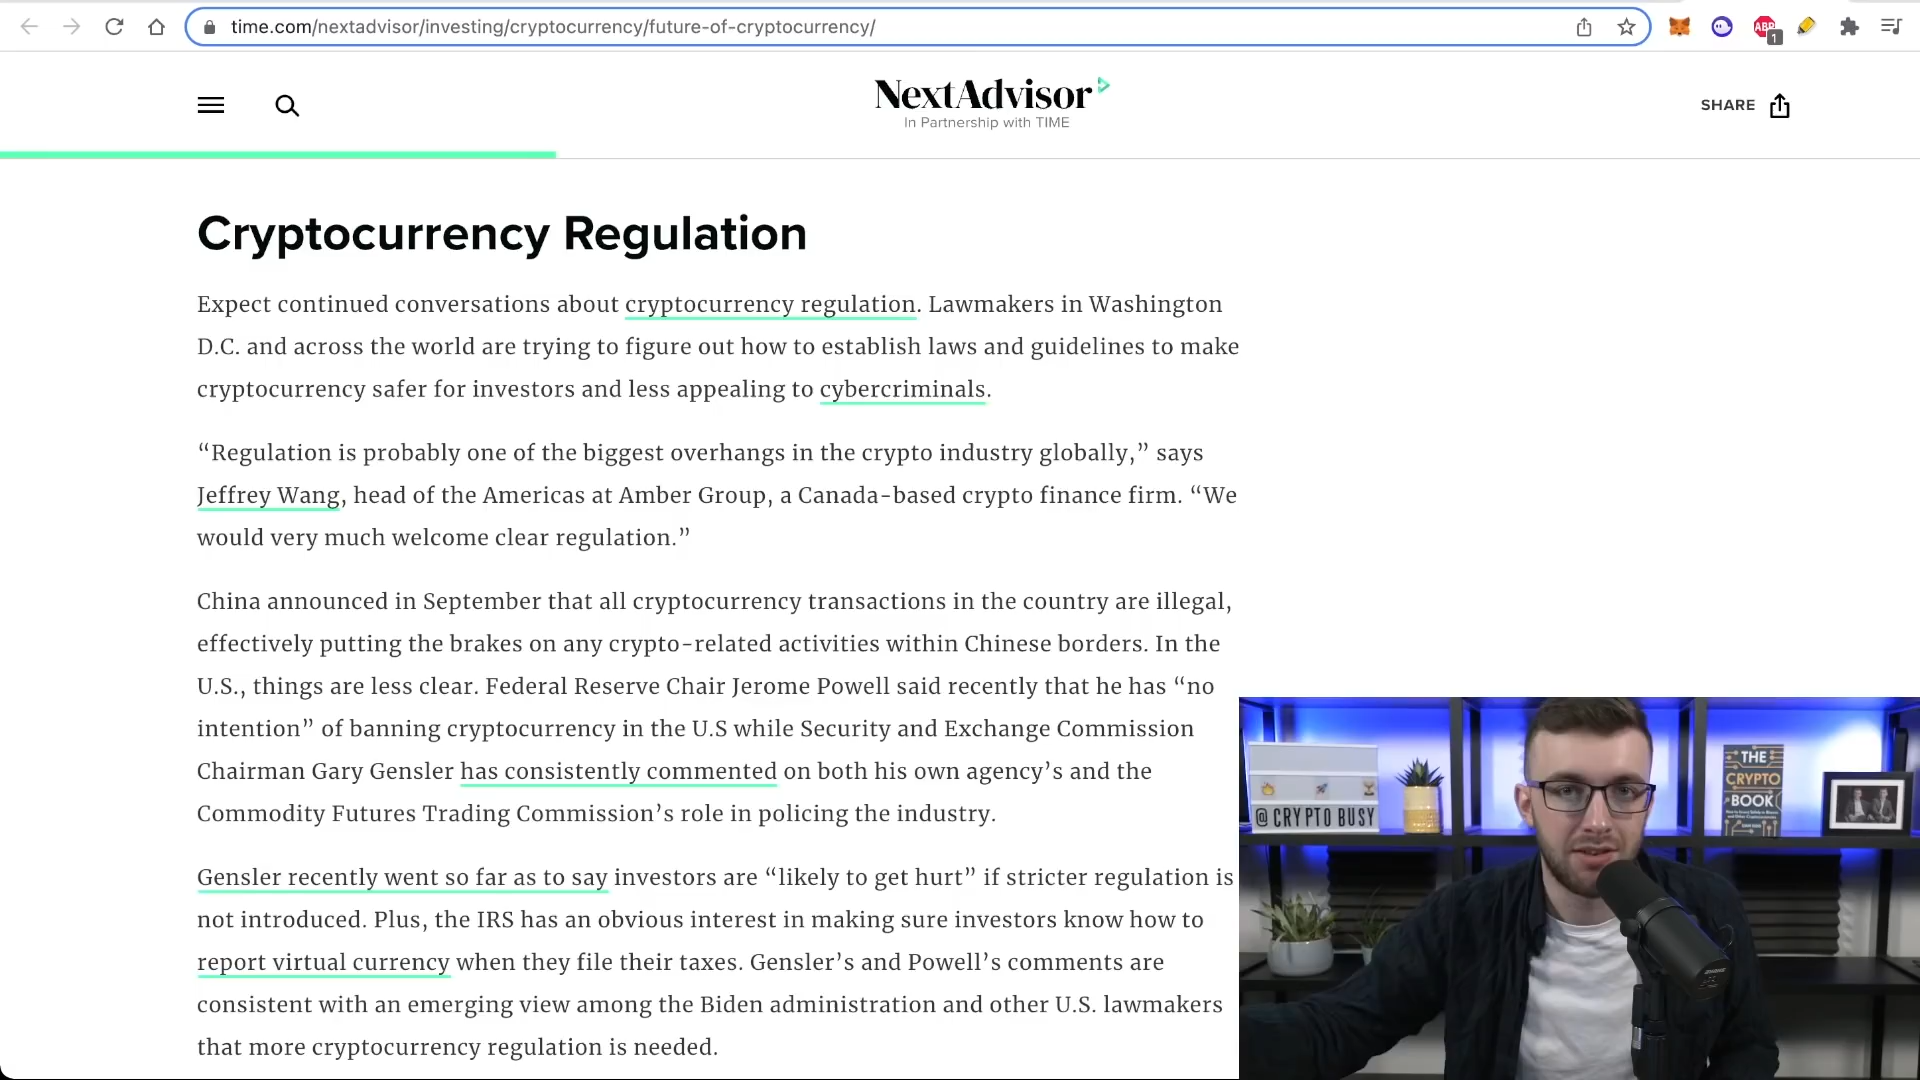 time.com/nextadvisor/investing/cryptocurrency/future-of-cryptocurrency/
ABP
1
NextAdvisor
In Partnership with TIME
SHARE
Cryptocurrency Regulation
Expect continued conversations about cryptocurrency regulation. Lawmakers in Washington
D.C. and across the world are trying to figure out how to establish laws and guidelines to make
cryptocurrency safer for investors and less appealing to cybercriminals.
“Regulation is probably one of the biggest overhangs in the crypto industry globally,” says
Jeffrey Wang, head of the Americas at Amber Group, a Canada-based crypto finance firm. “We
would very much welcome clear regulation.”
China announced in September that all cryptocurrency transactions in the country are illegal,
effectively putting the brakes on any crypto-related activities within Chinese borders. In the
U.S., things are less clear. Federal Reserve Chair Jerome Powell said recently that he has “no
intention” of banning cryptocurrency in the U.S while Security and Exchange Commission
Chairman Gary Gensler has consistently commented on both his own agency’s and the
Commodity Futures Trading Commission’s role in policing the industry.
Gensler recently went so far as to say investors are “likely to get hurt” if stricter regulation is
not introduced. Plus, the IRS has an obvious interest in making sure investors know how to
report virtual currency when they file their taxes. Gensler’s and Powell’s comments are
consistent with an emerging view among the Biden administration and other U.S. lawmakers
that more cryptocurrency regulation is needed.
@CRYPTO BUSY
THE
CRYPTO
BOOK